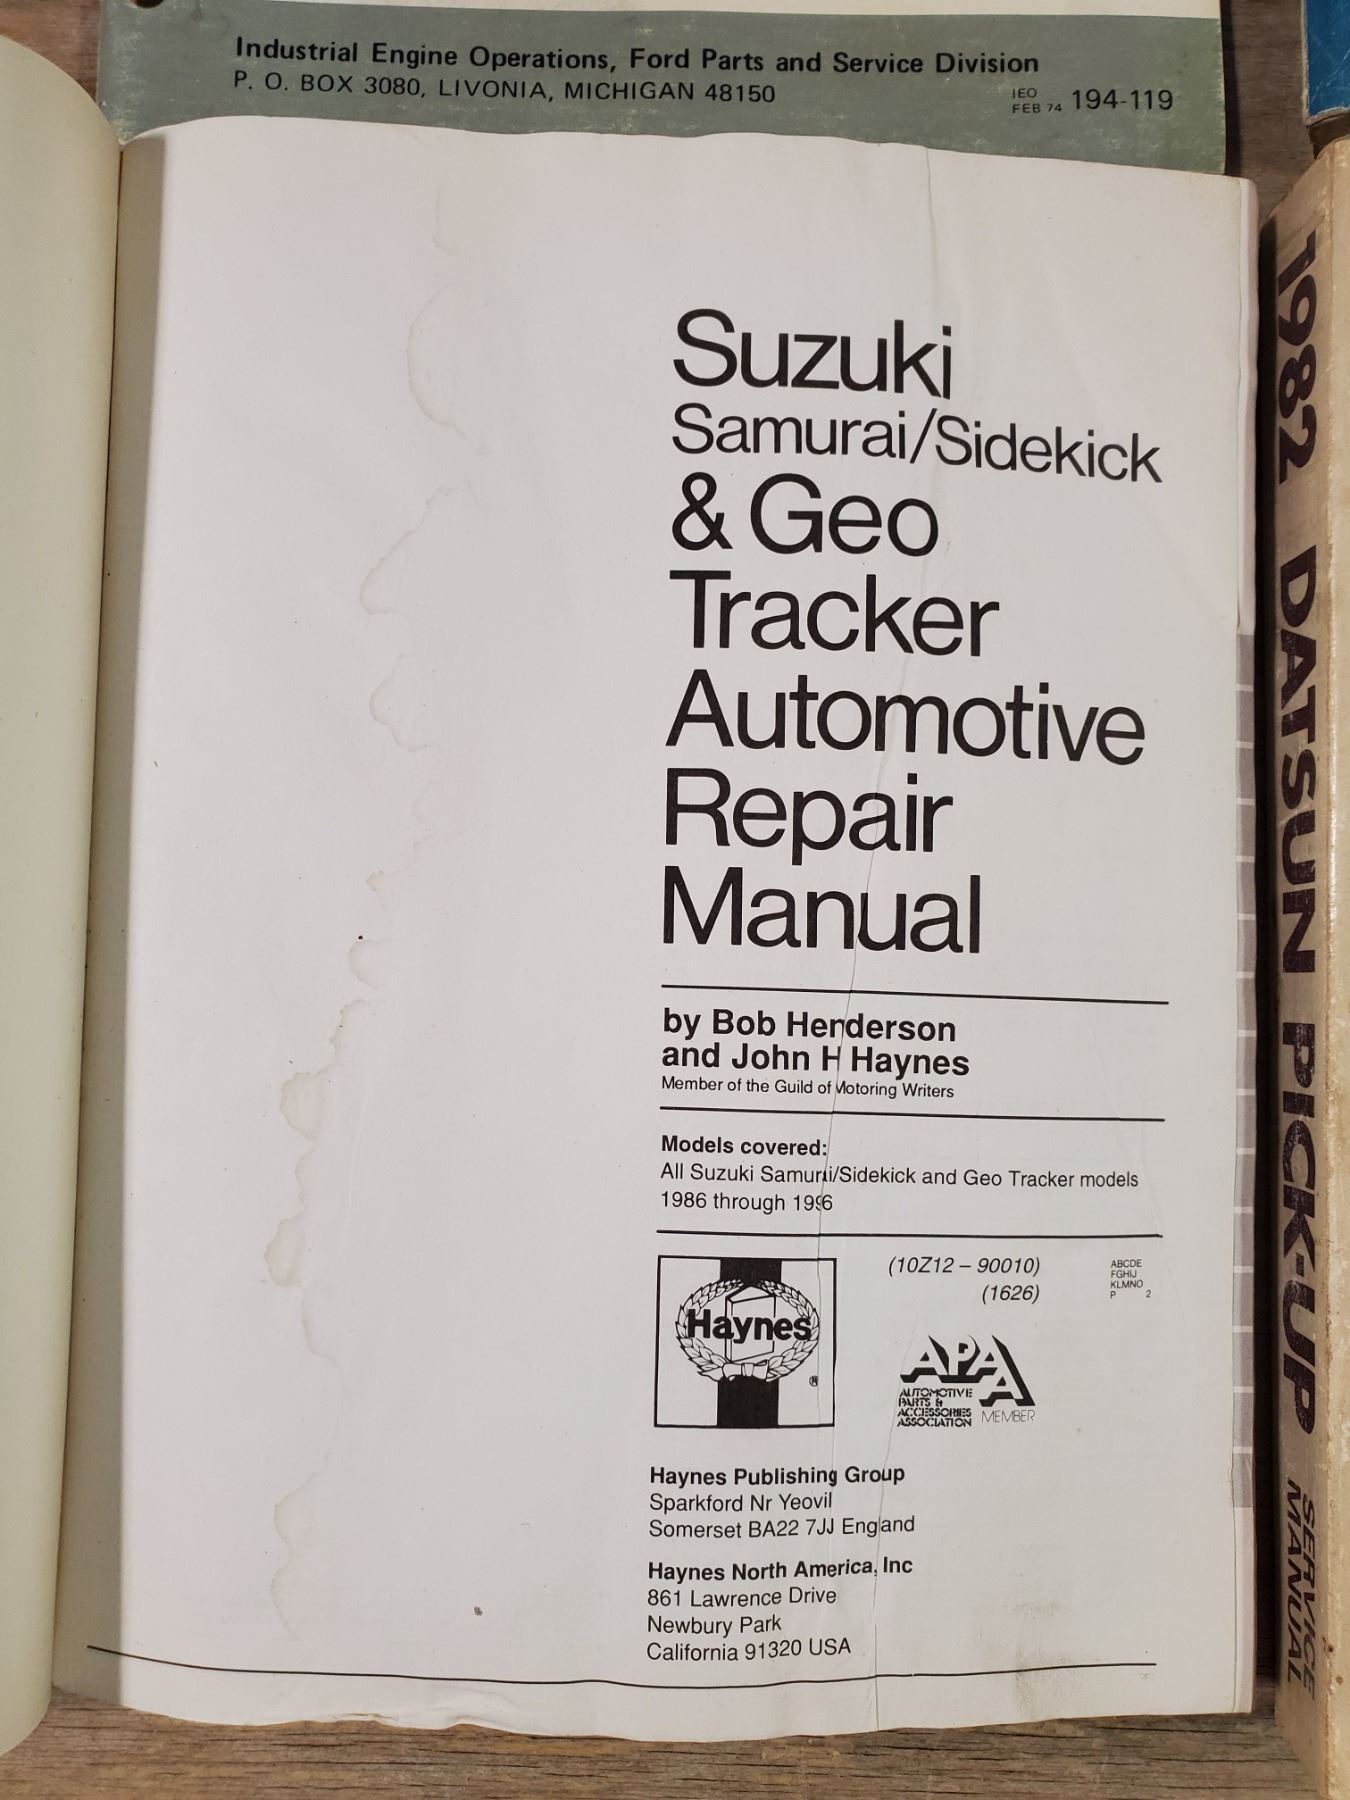 Industrial Engine Operations, Ford Parts and Service Division
P. O. BOX 3080, LIVONIA, MICHIGAN 48150
IEO
FEB 74 194-119
Suzuki
Samurai/Sidekick
& Geo
Tracker
Automotive
Repair
Manual
by Bob Henderson
and John H Haynes
Member of the Guild of Motoring Writers
Models covered:
All Suzuki Samurai/Sidekick and Geo Tracker models
1986 through 1996
(10Z12 – 90010)
(1626)
ABCDE
FGHIJ
KLMNO
P 2
Haynes
®
APAA
AUTOMOTIVE
PARTS &
ACCESSORIES
ASSOCIATION
MEMBER
Haynes Publishing Group
Sparkford Nr Yeovil
Somerset BA22 7JJ England
Haynes North America, Inc
861 Lawrence Drive
Newbury Park
California 91320 USA
1982 DATSUN PICK-UP
SERVICE
MANUAL